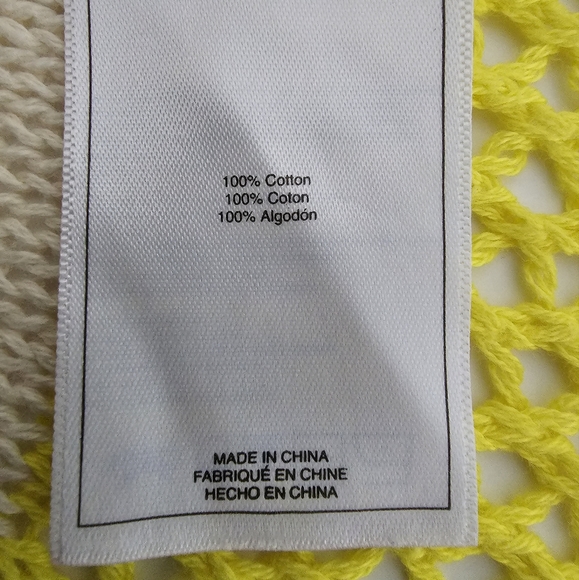 100% Cotton
100% Coton
100% Algodón
MADE IN CHINA
FABRIQUÉ EN CHINE
HECHO EN CHINA